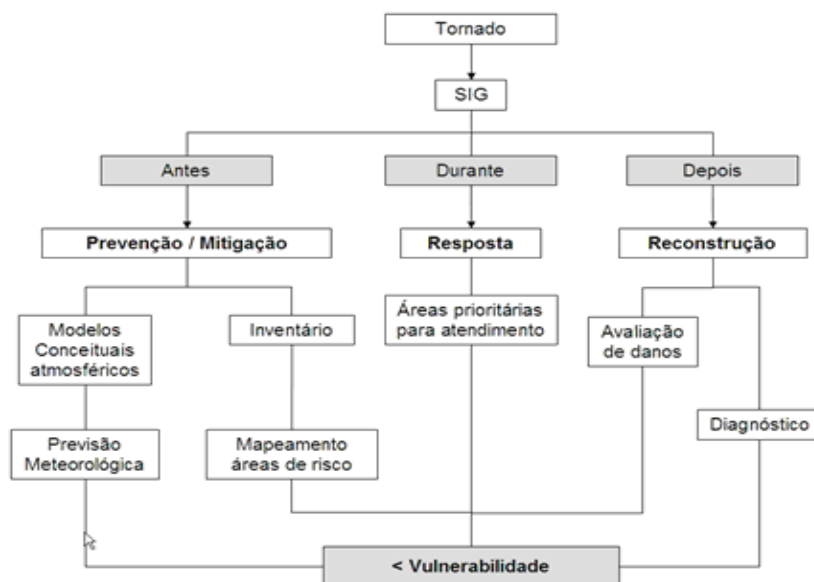 Tornado
SIG
Antes
Durante
Depois
Prevenção / Mitigação
Resposta
Reconstrução
Modelos
Conceituais
atmosféricos
Inventário
Áreas prioritárias
para atendimento
Avaliação
de danos
Previsão
Meteorológica
Mapeamento
áreas de risco
Diagnóstico
< Vulnerabilidade